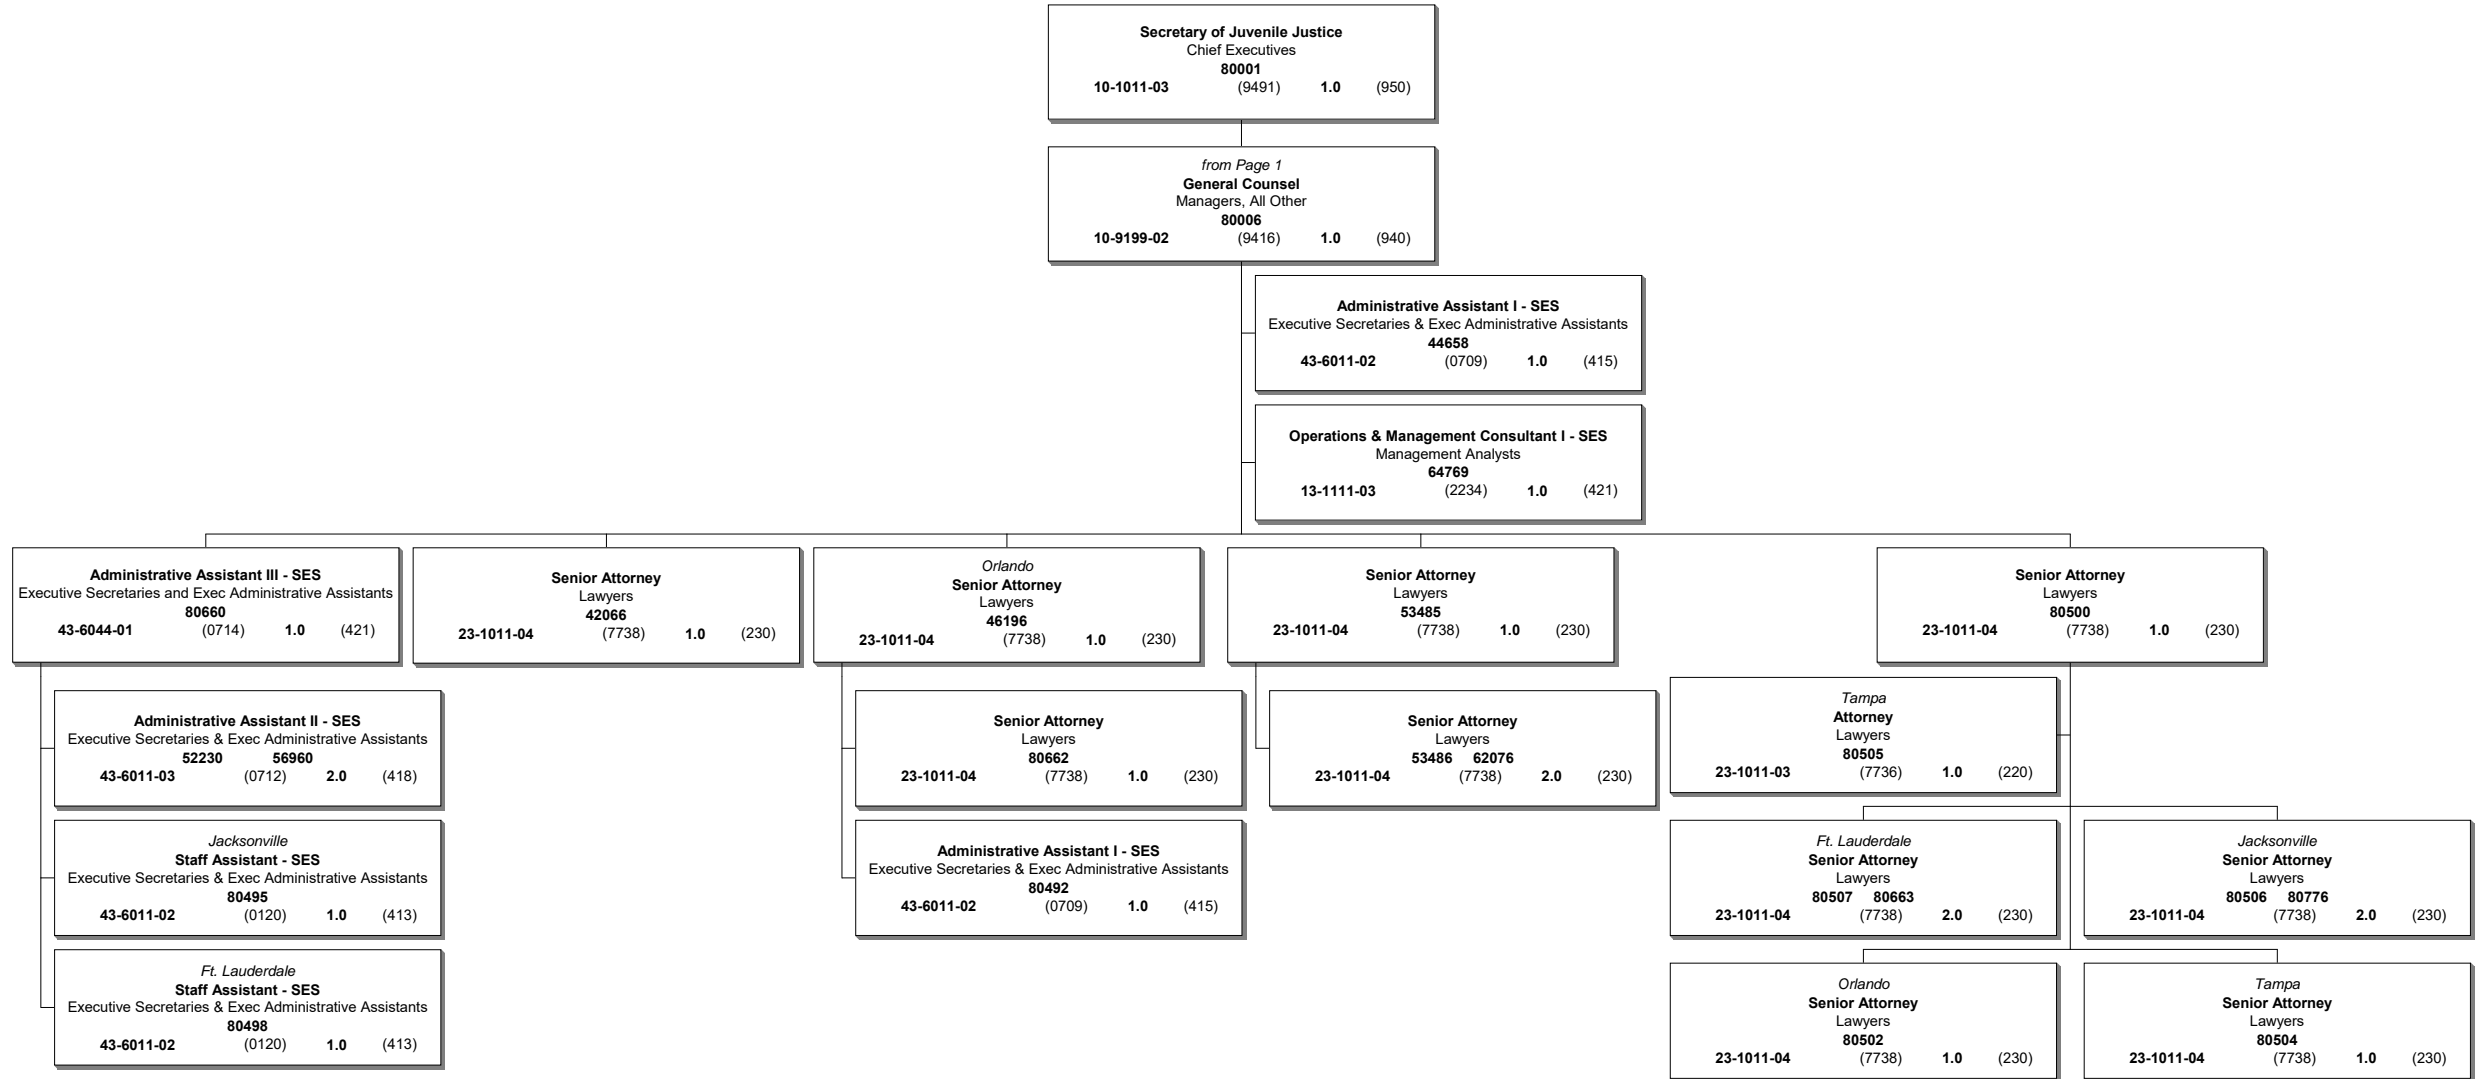 Secretary of Juvenile Justice
Chief Executives
80001
10-1011-03 (9491) 1.0 (950)
from Page 1
General Counsel
Managers, All Other
80006
10-9199-02 (9416) 1.0 (940)
Administrative Assistant I - SES
Executive Secretaries & Exec Administrative Assistants
44658
43-6011-02 (0709) 1.0 (415)
Operations & Management Consultant I - SES
Management Analysts
64769
13-1111-03 (2234) 1.0 (421)
Administrative Assistant III - SES
Executive Secretaries and Exec Administrative Assistants
80660
43-6044-01 (0714) 1.0 (421)
Senior Attorney
Lawyers
42066
23-1011-04 (7738) 1.0 (230)
Orlando
Senior Attorney
Lawyers
46196
23-1011-04 (7738) 1.0 (230)
Senior Attorney
Lawyers
53485
23-1011-04 (7738) 1.0 (230)
Senior Attorney
Lawyers
80500
23-1011-04 (7738) 1.0 (230)
Administrative Assistant II - SES
Executive Secretaries & Exec Administrative Assistants
52230 56960
43-6011-03 (0712) 2.0 (418)
Jacksonville
Staff Assistant - SES
Executive Secretaries & Exec Administrative Assistants
80495
43-6011-02 (0120) 1.0 (413)
Ft. Lauderdale
Staff Assistant - SES
Executive Secretaries & Exec Administrative Assistants
80498
43-6011-02 (0120) 1.0 (413)
Senior Attorney
Lawyers
80662
23-1011-04 (7738) 1.0 (230)
Administrative Assistant I - SES
Executive Secretaries & Exec Administrative Assistants
80492
43-6011-02 (0709) 1.0 (415)
Senior Attorney
Lawyers
53486 62076
23-1011-04 (7738) 2.0 (230)
Tampa
Attorney
Lawyers
80505
23-1011-03 (7736) 1.0 (220)
Ft. Lauderdale
Senior Attorney
Lawyers
80507 80663
23-1011-04 (7738) 2.0 (230)
Jacksonville
Senior Attorney
Lawyers
80506 80776
23-1011-04 (7738) 2.0 (230)
Orlando
Senior Attorney
Lawyers
80502
23-1011-04 (7738) 1.0 (230)
Tampa
Senior Attorney
Lawyers
80504
23-1011-04 (7738) 1.0 (230)